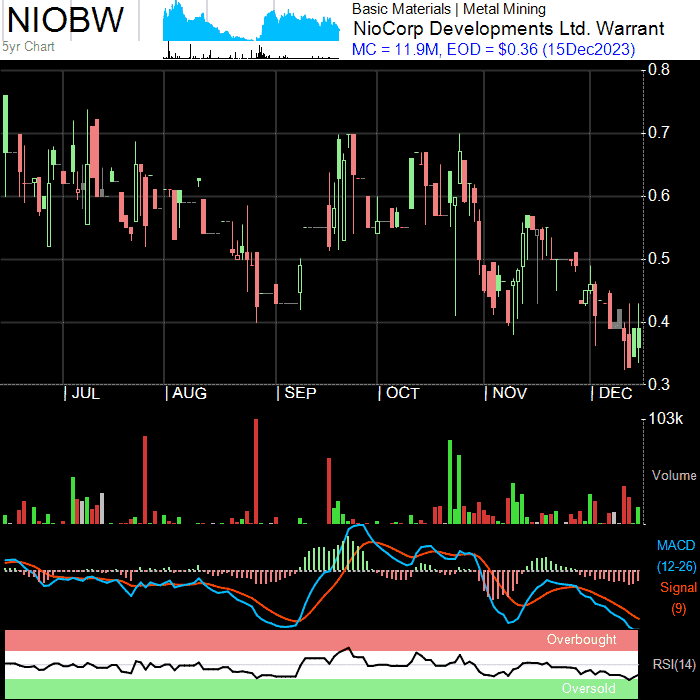 NIOBW
5yr Chart
Basic Materials | Metal Mining
NioCorp Developments Ltd. Warrant
MC = 11.9M, EOD = $0.36 (15Dec2023)
0.8
0.7
0.6
0.5
0.4
0.3
| JUL | AUG | SEP | OCT | NOV | DEC
103k
Volume
MACD
(12-26)
Signal
(9)
Overbought
RSI(14)
Oversold